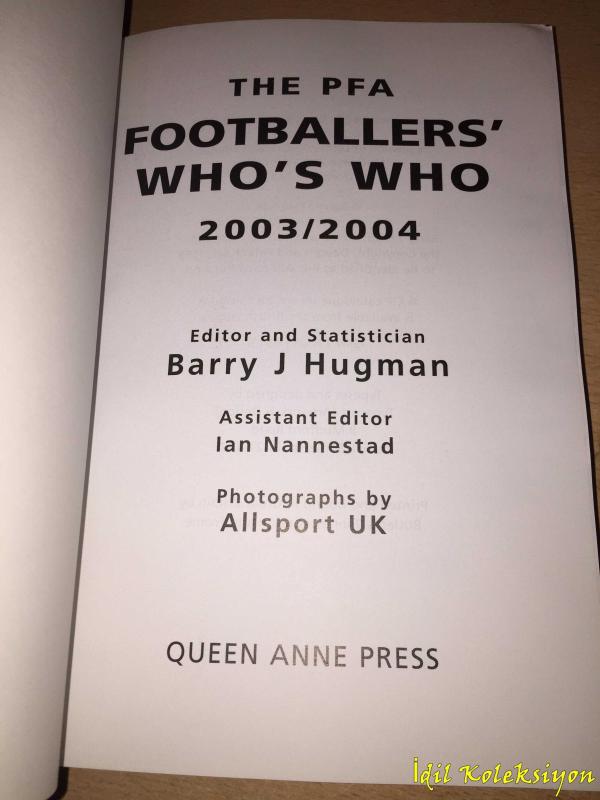 THE PFA
FOOTBALLERS’
WHO’S WHO
2003/2004
Editor and Statistician
Barry J Hugman
Assistant Editor
Ian Nannestad
Photographs by
Allsport UK
QUEEN ANNE PRESS
İdil Koleksiyon